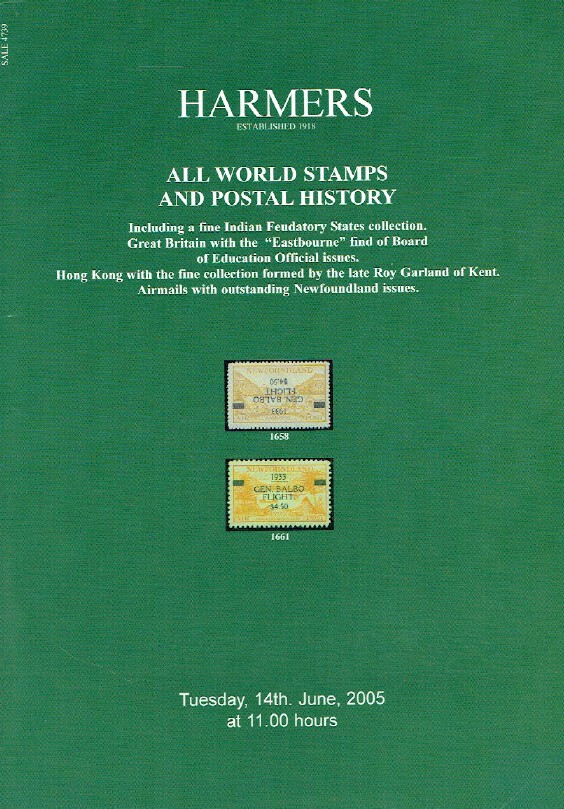 SALE 4739
HARMERS
ESTABLISHED 1918
ALL WORLD STAMPS
AND POSTAL HISTORY
Including a fine Indian Feudatory States collection.
Great Britain with the "Eastbourne" find of Board
of Education Official issues.
Hong Kong with the fine collection formed by the late Roy Garland of Kent.
Airmails with outstanding Newfoundland issues.
NEWFOUNDLAND
$4.50
FLIGHT
GEN. BALBO
1933
1658
NEWFOUNDLAND
1933
GEN. BALBO
FLIGHT.
$4.50
1661
Tuesday, 14th. June, 2005
at 11.00 hours